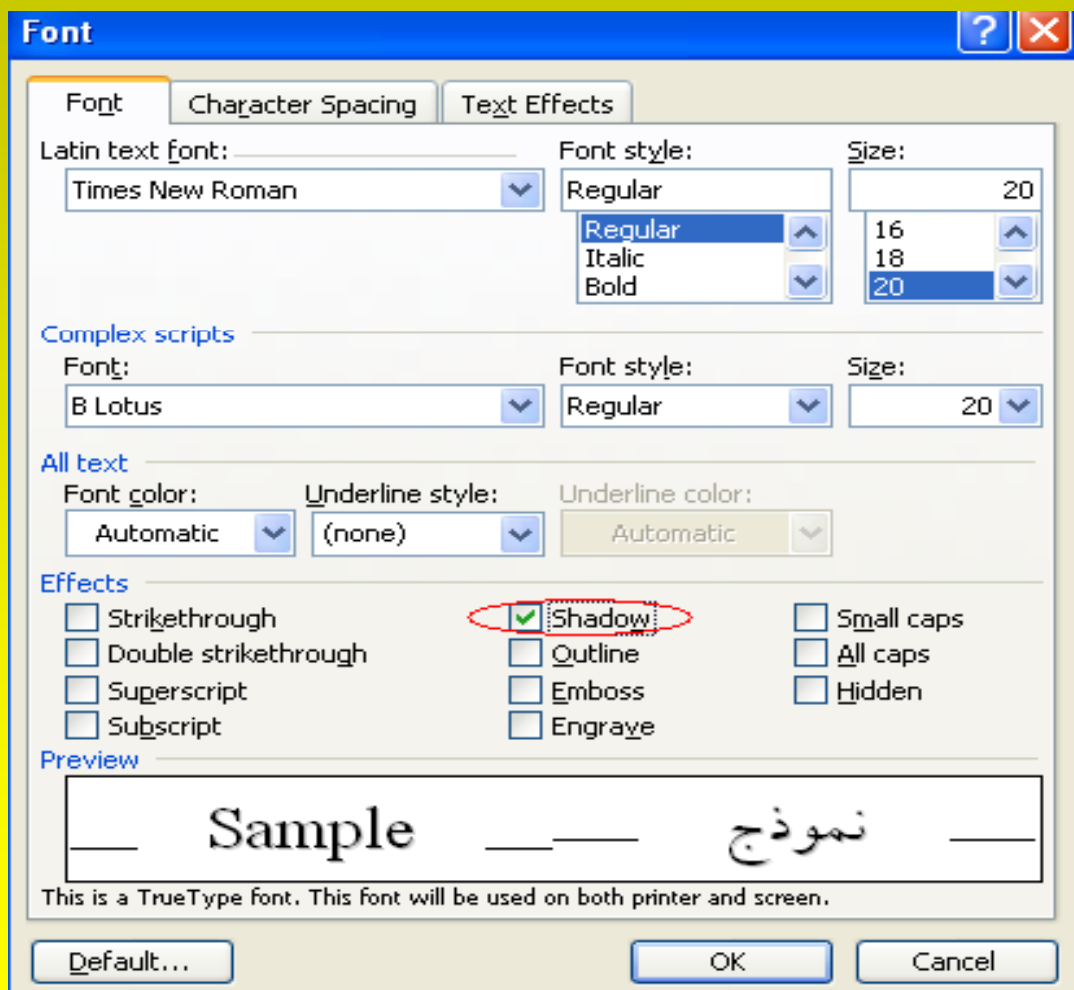 Font
Font Character Spacing Text Effects
Latin text font: Font style: Size:
Times New Roman Regular 20
Regular 16
Italic 18
Bold 20
Complex scripts
Font: Font style: Size:
B Lotus Regular 20
All text
Font color: Underline style: Underline color:
Automatic (none) Automatic
Effects
Strikethrough Shadow Small caps
Double strikethrough Outline All caps
Superscript Emboss Hidden
Subscript Engrave
Preview
Sample نموذج
This is a TrueType font. This font will be used on both printer and screen.
Default... OK Cancel